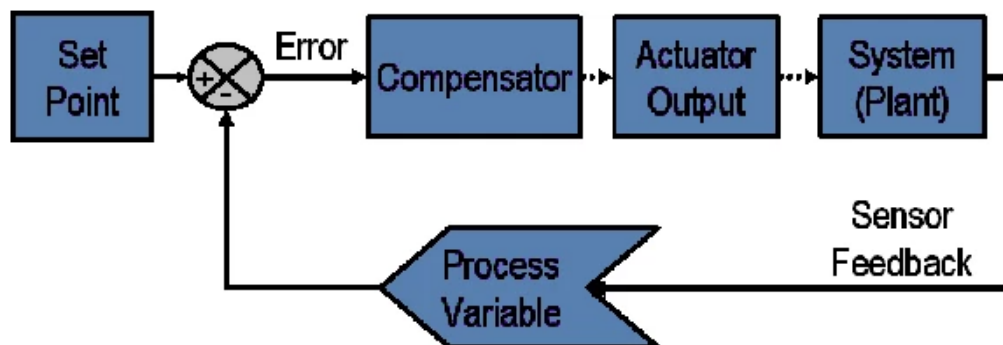 Set
Point
+
-
Error
Compensator
Actuator
Output
System
(Plant)
Sensor
Feedback
Process
Variable